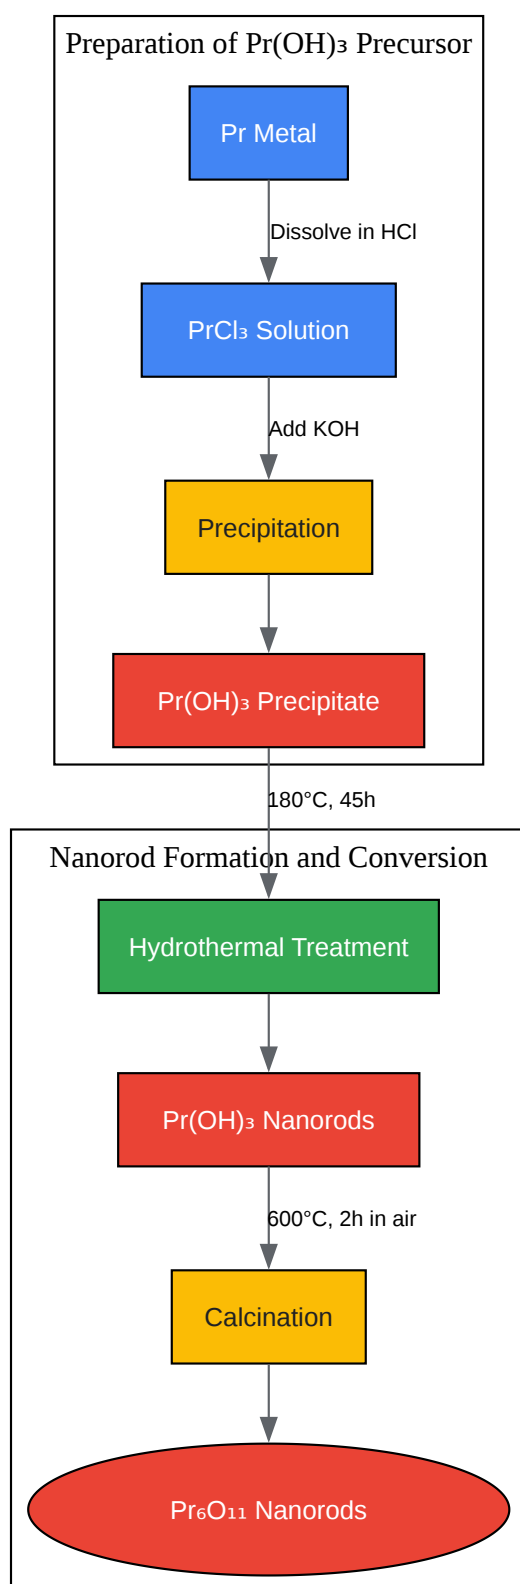 Preparation of Pr(OH)₃ Precursor
Pr Metal
Dissolve in HCl
PrCl₃ Solution
Add KOH
Precipitation
Pr(OH)₃ Precipitate
180°C, 45h
Nanorod Formation and Conversion
Hydrothermal Treatment
Pr(OH)₃ Nanorods
600°C, 2h in air
Calcination
Pr₆O₁₁ Nanorods